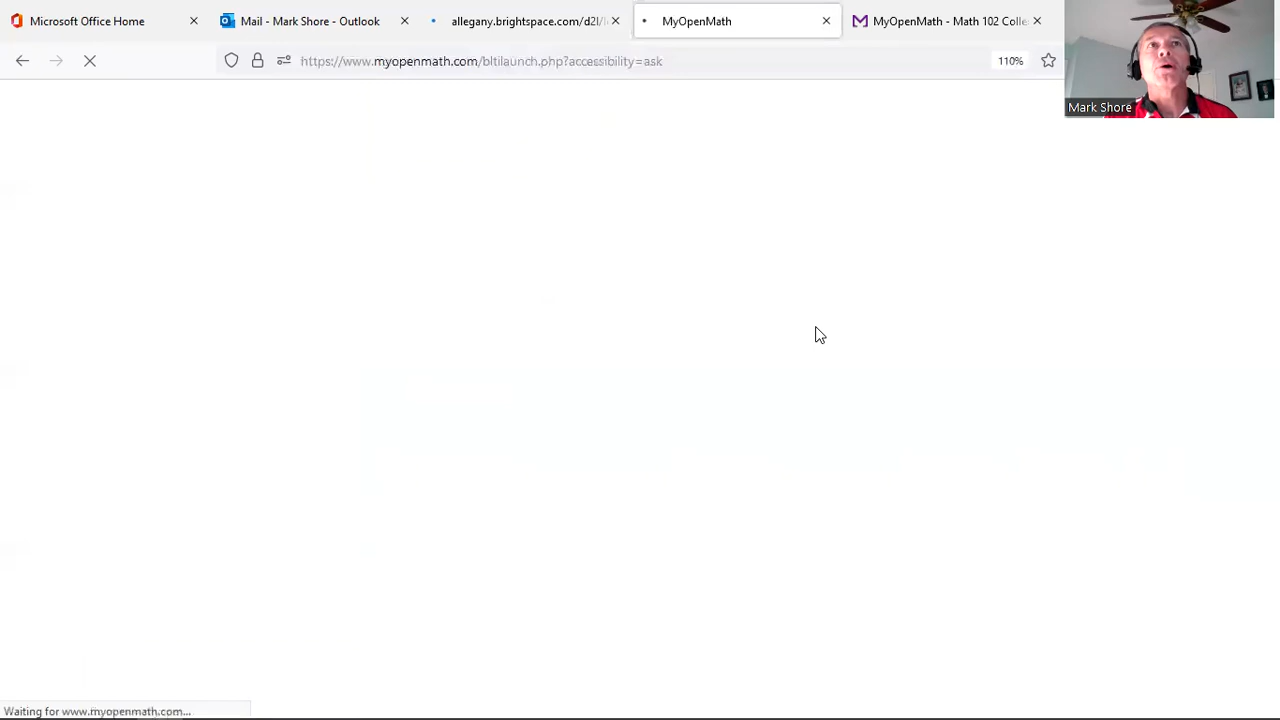 Microsoft Office Home
Mail - Mark Shore - Outlook
allegany.brightspace.com/d2l/l
MyOpenMath
MyOpenMath - Math 102 Colle
https://www.myopenmath.com/bltilaunch.php?accessibility=ask
110%
Mark Shore
Waiting for www.myopenmath.com...